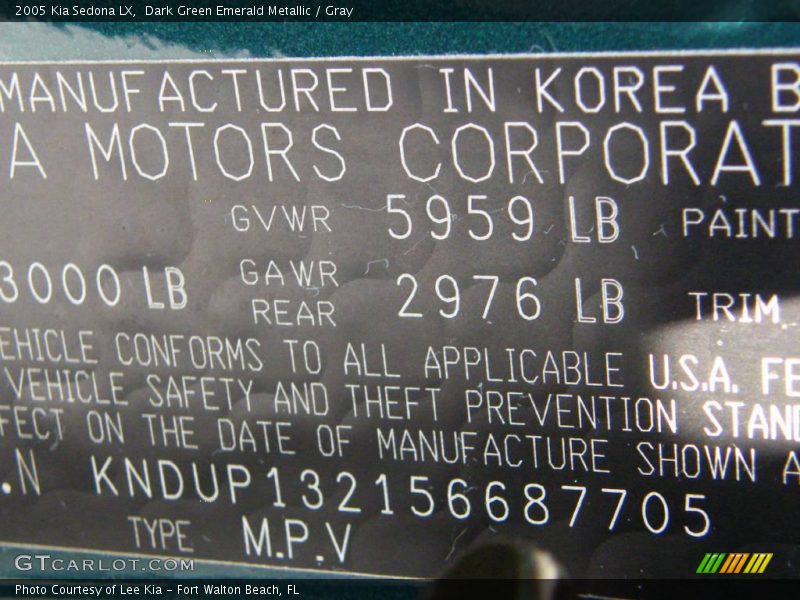 2005 Kia Sedona LX, Dark Green Emerald Metallic / Gray
MANUFACTURED IN KOREA B
A MOTORS CORPORAT
GVWR 5959 LB PAINT
3000 LB GAWR REAR 2976 LB TRIM
EHICLE CONFORMS TO ALL APPLICABLE U.S.A. FE
VEHICLE SAFETY AND THEFT PREVENTION STAN
FECT ON THE DATE OF MANUFACTURE SHOWN A
.N KNDUP132156687705
TYPE M.P.V
GTCARLOT.COM
Photo Courtesy of Lee Kia - Fort Walton Beach, FL